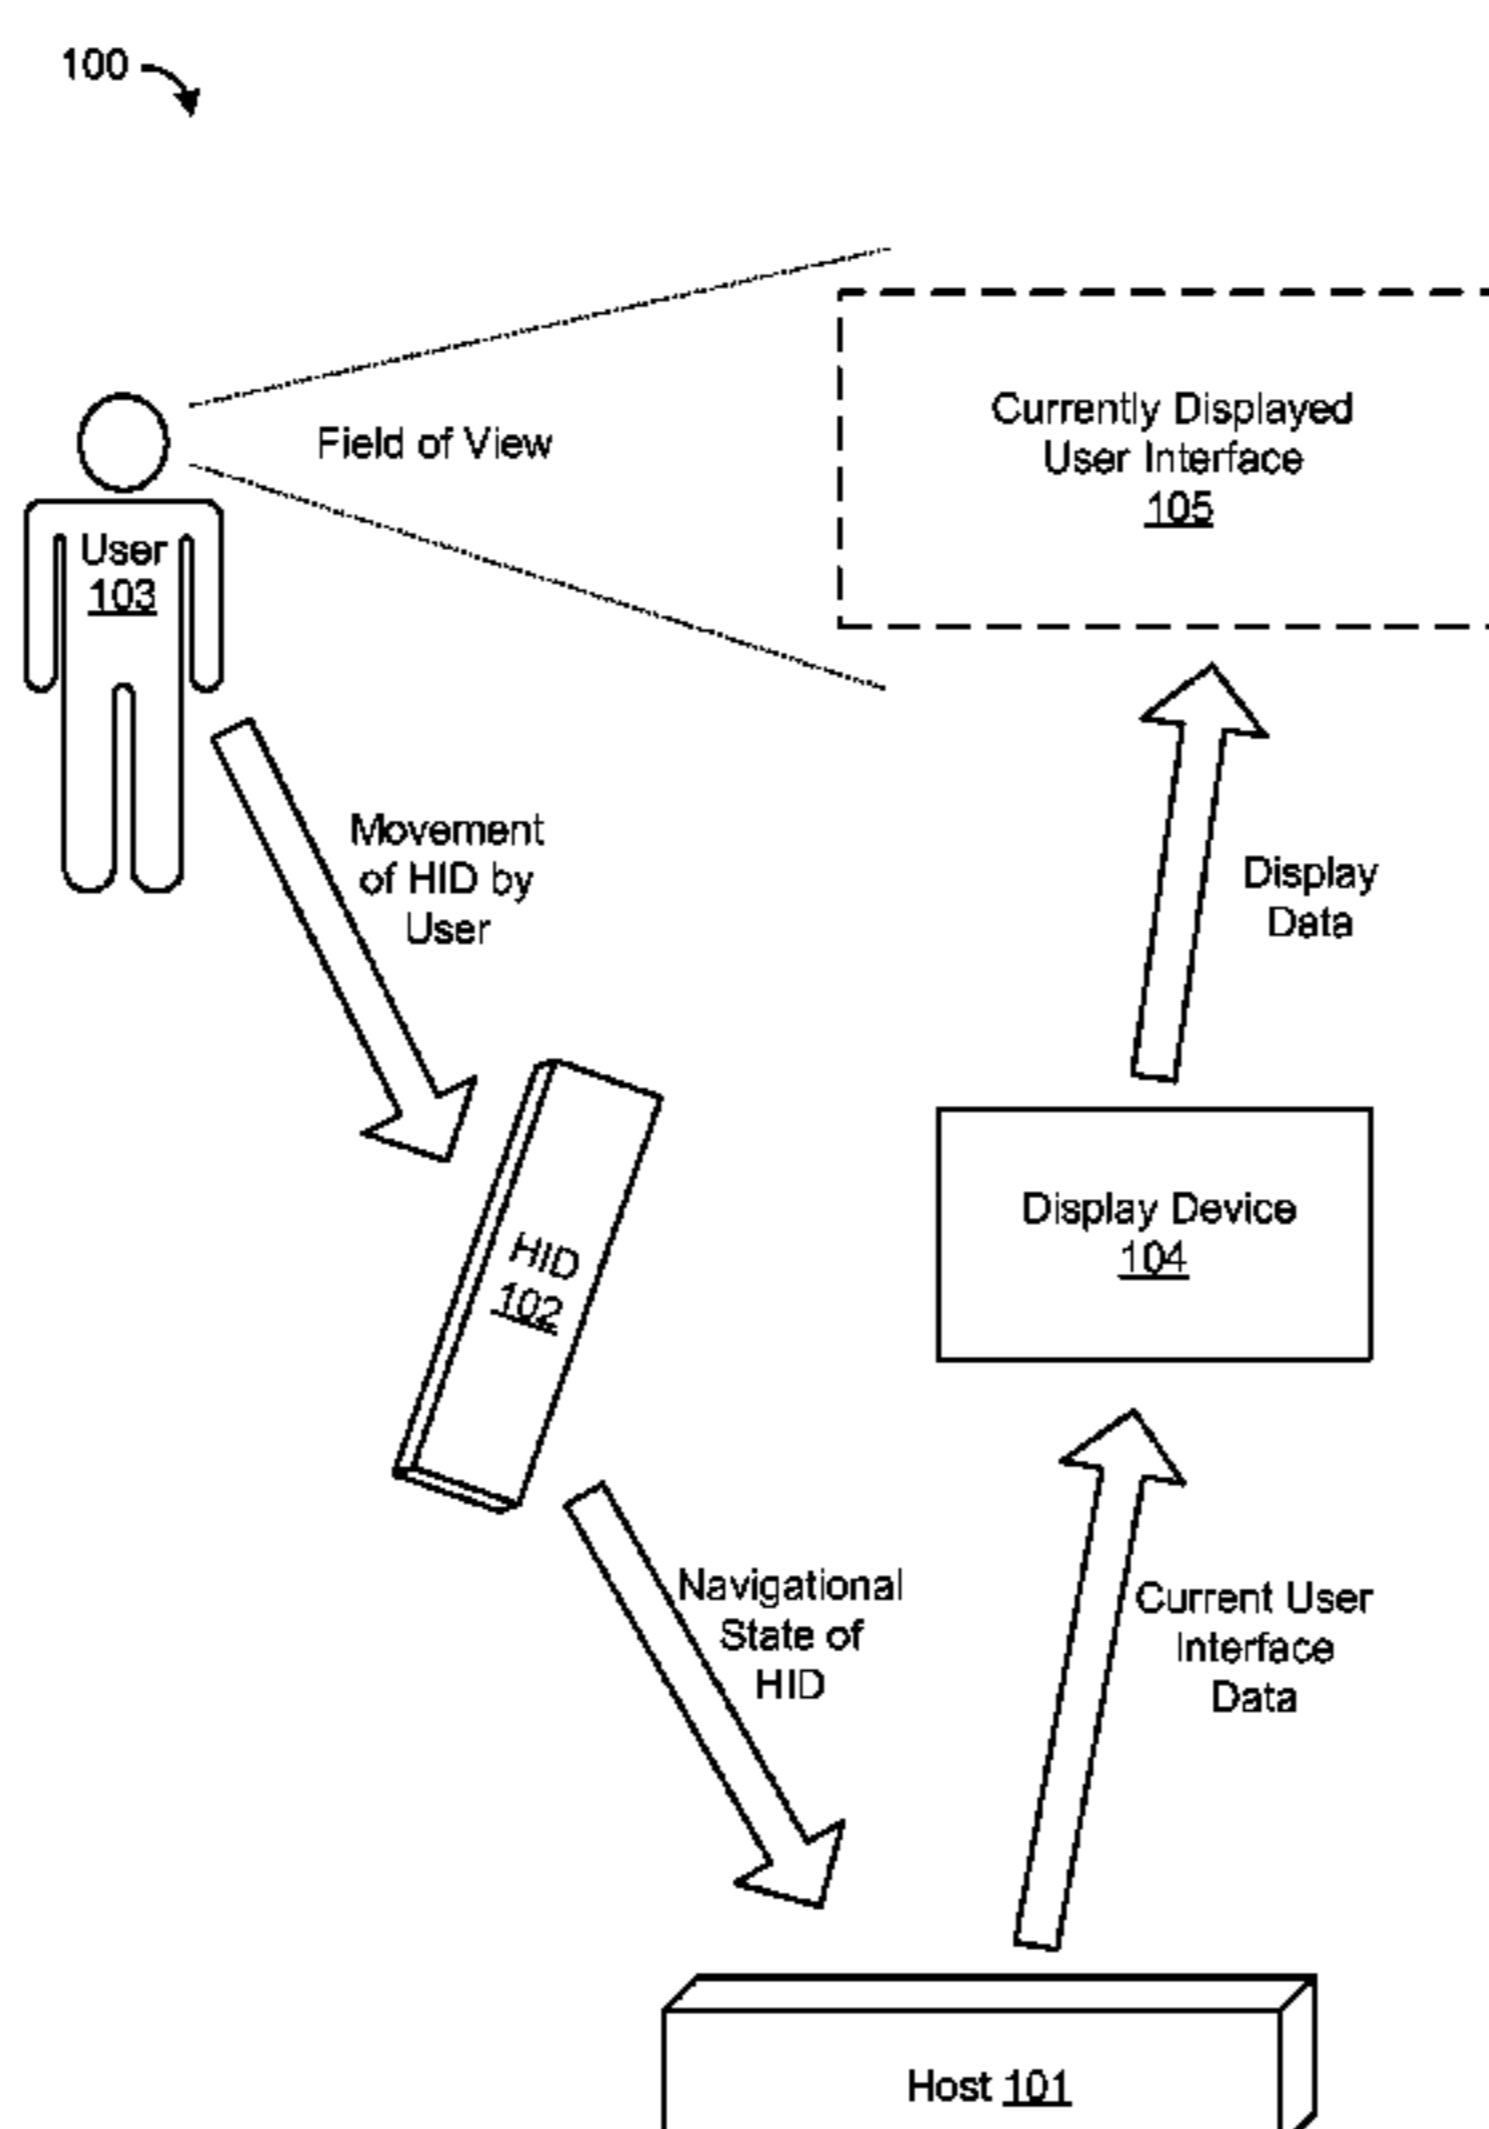 100
Currently Displayed
User Interface
105
Field of View
User
103
Movement
of HID by
User
Display
Data
HID
102
Display Device
104
Navigational
State of
HID
Current User
Interface
Data
Host 101